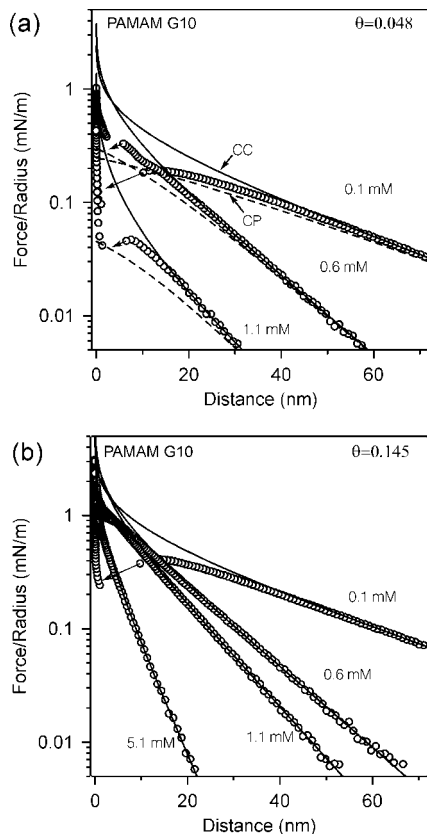 (a)
PAMAM G10 θ=0.048
Force/Radius (mN/m)
1
0.1
0.01
CC
CP
0.1 mM
0.6 mM
1.1 mM
0 20 40 60
Distance (nm)
(b)
PAMAM G10 θ=0.145
Force/Radius (mN/m)
1
0.1
0.01
0.1 mM
0.6 mM
1.1 mM
5.1 mM
0 20 40 60
Distance (nm)